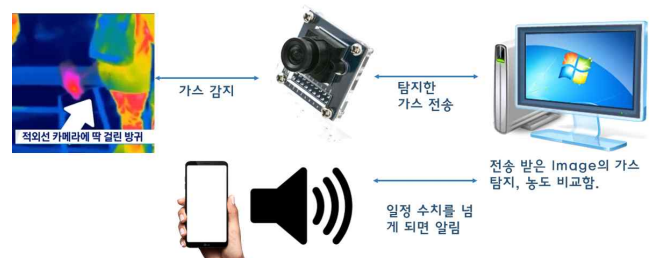 가스 감지
탐지한
가스 전송
적외선 카메라에 딱 걸린 방귀
전송 받은 Image의 가스
탐지, 농도 비교함.
일정 수치를 넘
게 되면 알림